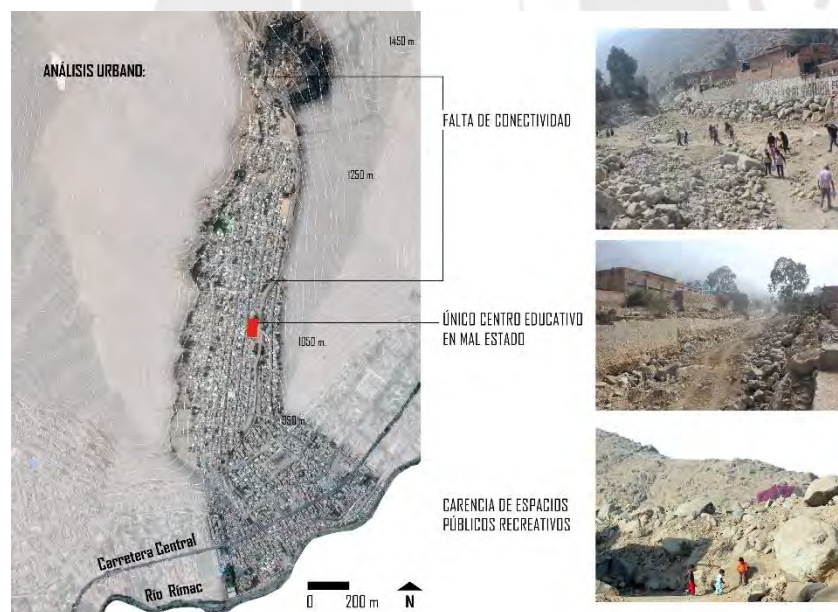 ANÁLISIS URBANO:
1450 m.
FALTA DE CONECTIVIDAD
1250 m.
ÚNICO CENTRO EDUCATIVO
EN MAL ESTADO
1050 m.
950 m.
CARENCIA DE ESPACIOS
PÚBLICOS RECREATIVOS
Carretera Central
Río Rímac
0 200 m N